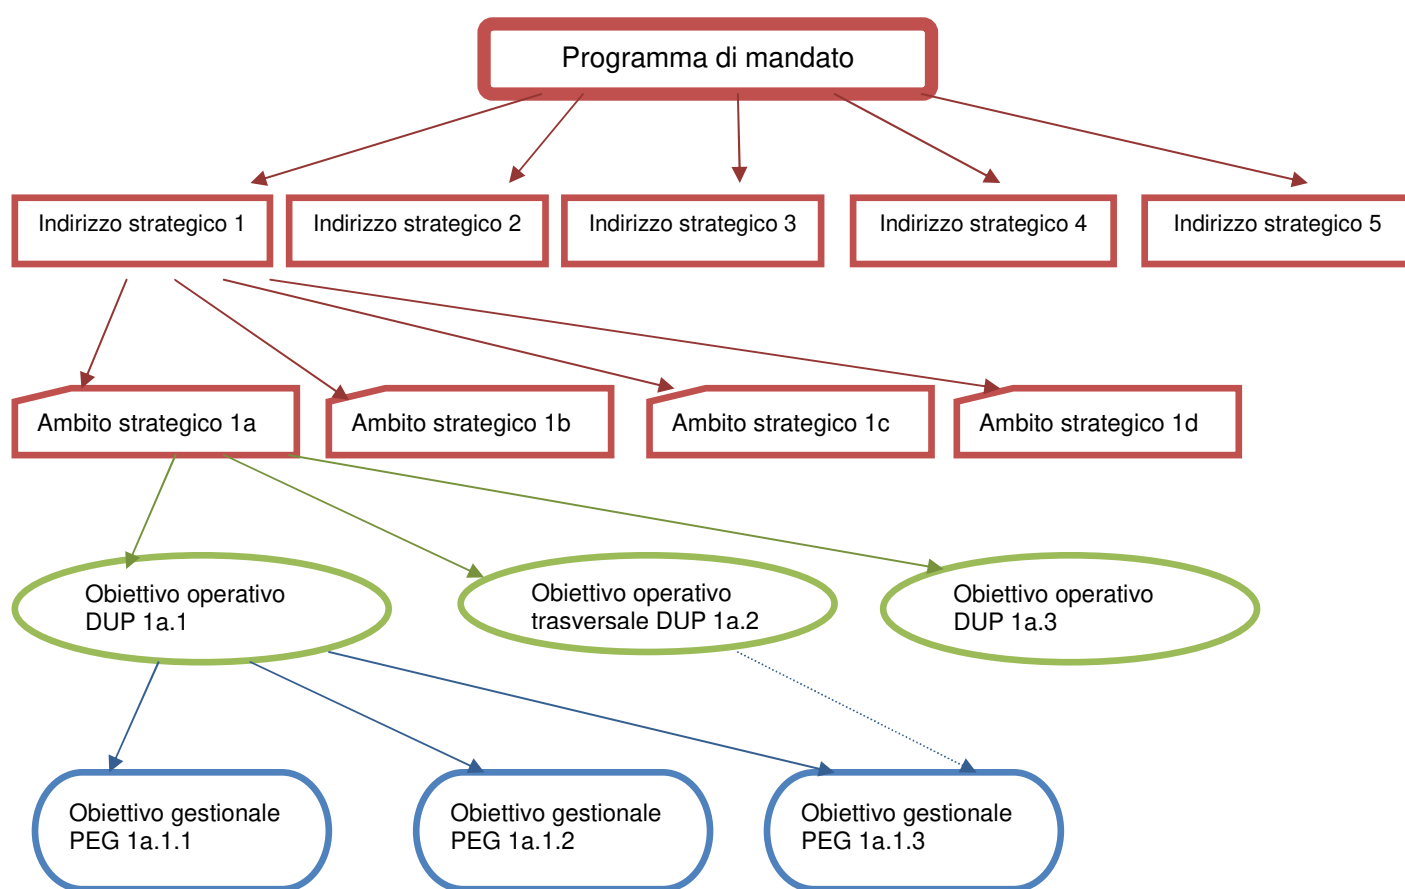 Programma di mandato
Indirizzo strategico 1
Indirizzo strategico 2
Indirizzo strategico 3
Indirizzo strategico 4
Indirizzo strategico 5
Ambito strategico 1a
Ambito strategico 1b
Ambito strategico 1c
Ambito strategico 1d
Obiettivo operativo
DUP 1a.1
Obiettivo operativo
trasversale DUP 1a.2
Obiettivo operativo
DUP 1a.3
Obiettivo gestionale
PEG 1a.1.1
Obiettivo gestionale
PEG 1a.1.2
Obiettivo gestionale
PEG 1a.1.3